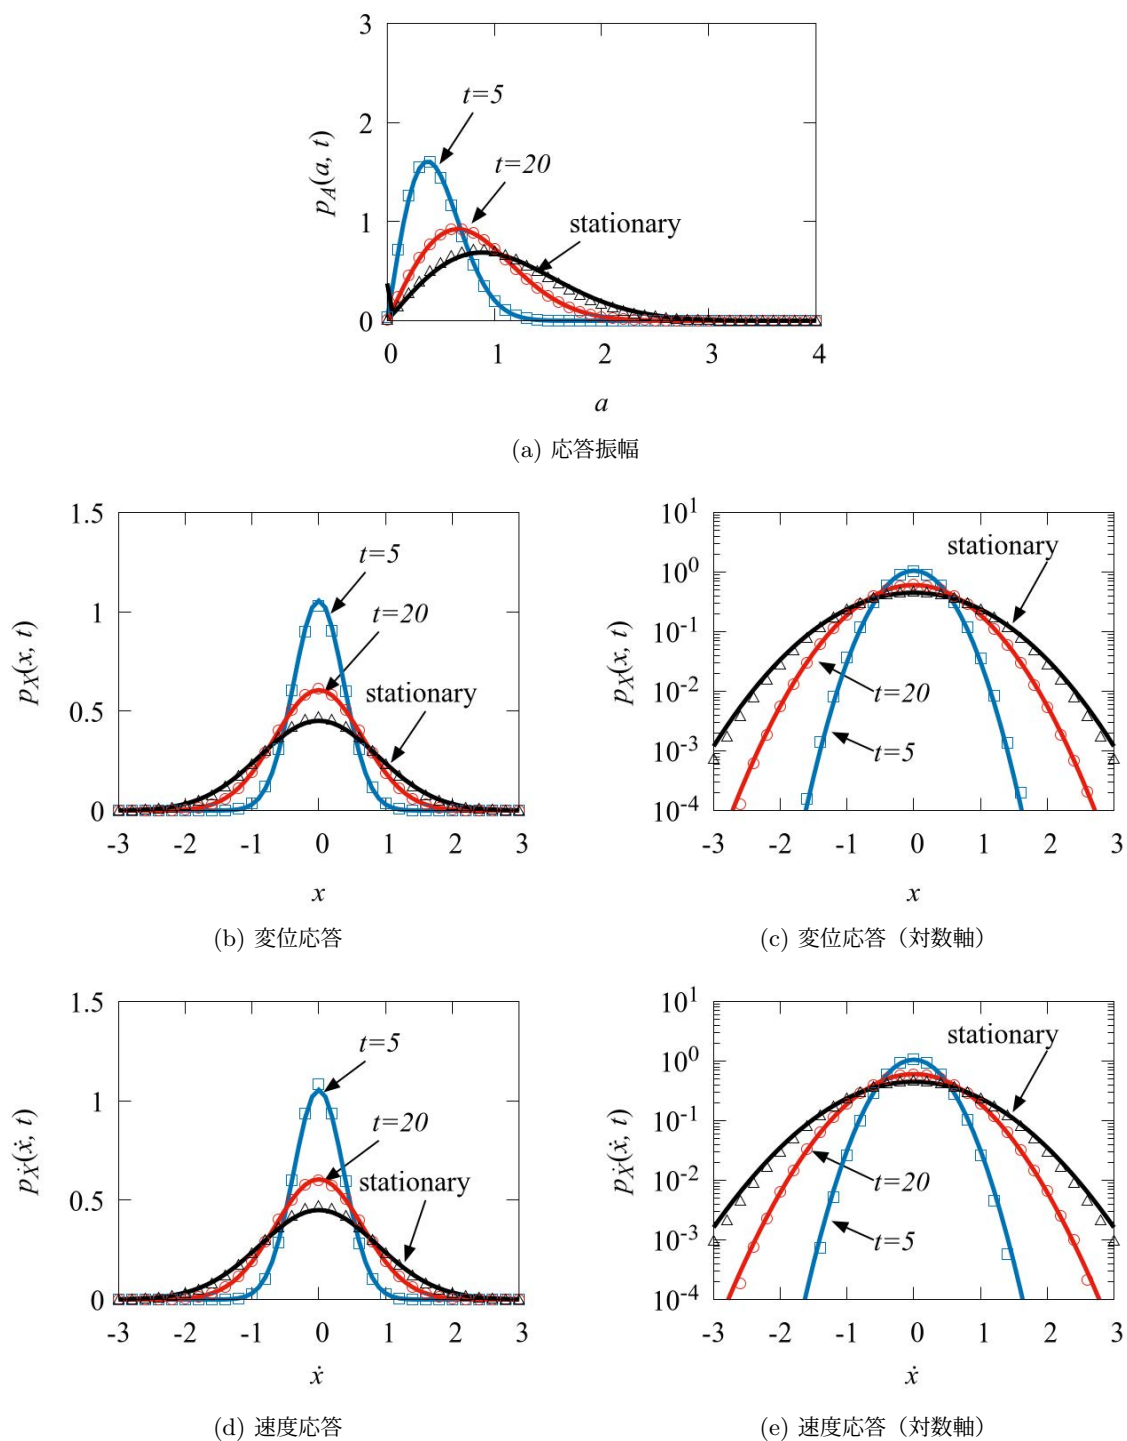 3
t=5
2
t=20
p_A(a, t)
stationary
1
0
0 1 2 3 4
a
(a) 応答振幅
1.5
t=5
1
t=20
p_X(x, t)
stationary
0.5
0
-3 -2 -1 0 1 2 3
x
(b) 変位応答
10^1
stationary
10^0
10^-1
p_X(x, t)
t=20
10^-2
t=5
10^-3
10^-4
-3 -2 -1 0 1 2 3
x
(c) 変位応答（対数軸）
1.5
t=5
1
t=20
p_Ẋ(ẋ, t)
stationary
0.5
0
-3 -2 -1 0 1 2 3
ẋ
(d) 速度応答
10^1
stationary
10^0
10^-1
p_Ẋ(ẋ, t)
t=20
10^-2
t=5
10^-3
10^-4
-3 -2 -1 0 1 2 3
ẋ
(e) 速度応答（対数軸）